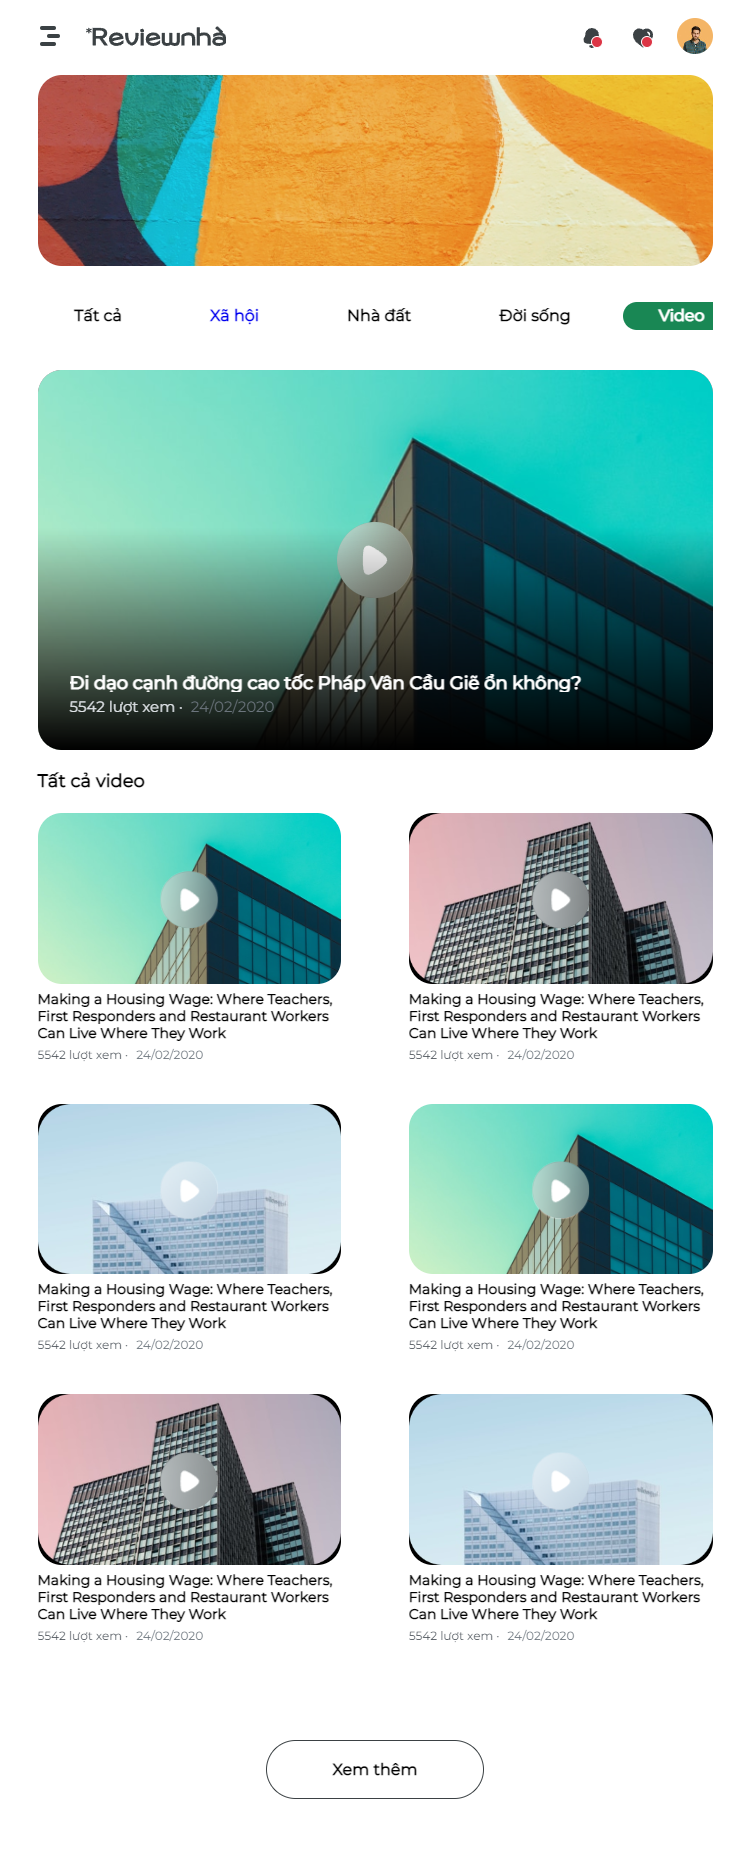 *Reviewnhà
Tất cả
Xã hội
Nhà đất
Đời sống
Video
Đi dạo cạnh đường cao tốc Pháp Vân Cầu Giẽ ổn không?
5542 lượt xem · 24/02/2020
Tất cả video
Making a Housing Wage: Where Teachers,
First Responders and Restaurant Workers
Can Live Where They Work
5542 lượt xem · 24/02/2020
Making a Housing Wage: Where Teachers,
First Responders and Restaurant Workers
Can Live Where They Work
5542 lượt xem · 24/02/2020
Making a Housing Wage: Where Teachers,
First Responders and Restaurant Workers
Can Live Where They Work
5542 lượt xem · 24/02/2020
Making a Housing Wage: Where Teachers,
First Responders and Restaurant Workers
Can Live Where They Work
5542 lượt xem · 24/02/2020
Making a Housing Wage: Where Teachers,
First Responders and Restaurant Workers
Can Live Where They Work
5542 lượt xem · 24/02/2020
Making a Housing Wage: Where Teachers,
First Responders and Restaurant Workers
Can Live Where They Work
5542 lượt xem · 24/02/2020
Xem thêm